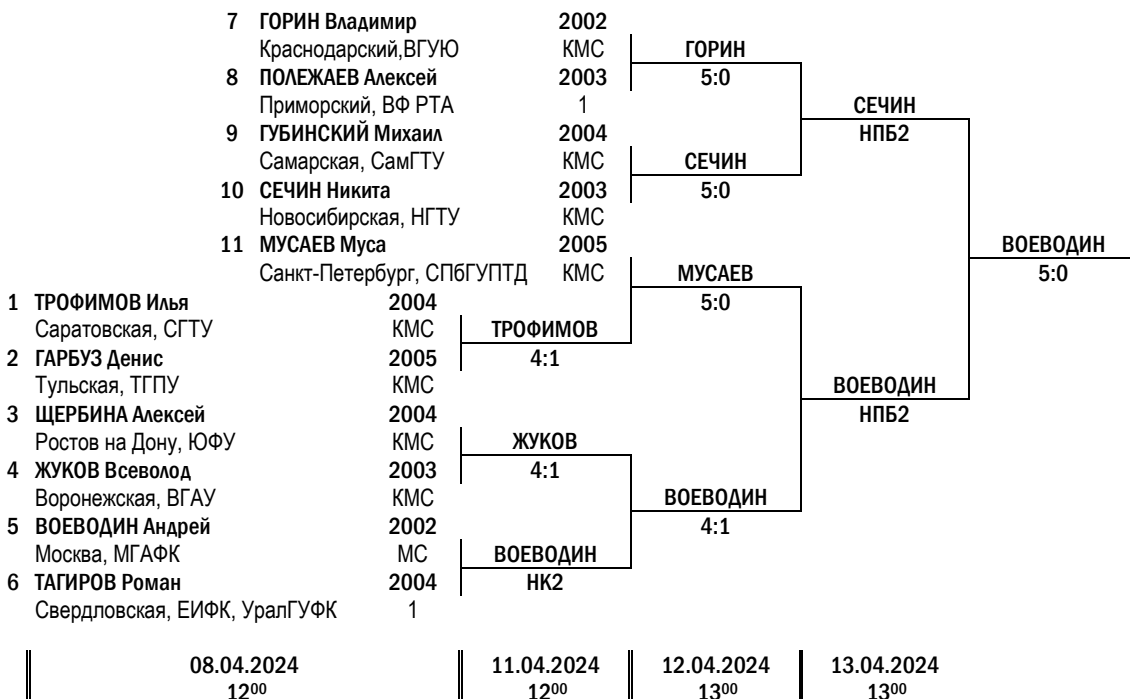 7 ГОРИН Владимир 2002
Краснодарский,ВГУЮ КМС ГОРИН
8 ПОЛЕЖАЕВ Алексей 2003 5:0
Приморский, ВФ РТА 1 СЕЧИН
9 ГУБИНСКИЙ Михаил 2004 НПБ2
Самарская, СамГТУ КМС СЕЧИН
10 СЕЧИН Никита 2003 5:0
Новосибирская, НГТУ КМС
11 МУСАЕВ Муса 2005 ВОЕВОДИН
Санкт-Петербург, СПбГУПТД КМС МУСАЕВ 5:0
1 ТРОФИМОВ Илья 2004 5:0
Саратовская, СГТУ КМС ТРОФИМОВ
2 ГАРБУЗ Денис 2005 4:1
Тульская, ТГПУ КМС ВОЕВОДИН
3 ЩЕРБИНА Алексей 2004 НПБ2
Ростов на Дону, ЮФУ КМС ЖУКОВ
4 ЖУКОВ Всеволод 2003 4:1
Воронежская, ВГАУ КМС ВОЕВОДИН
5 ВОЕВОДИН Андрей 2002 4:1
Москва, МГАФК МС ВОЕВОДИН
6 ТАГИРОВ Роман 2004 НК2
Свердловская, ЕИФК, УралГУФК 1
08.04.2024 11.04.2024 12.04.2024 13.04.2024
12⁰⁰ 12⁰⁰ 13⁰⁰ 13⁰⁰